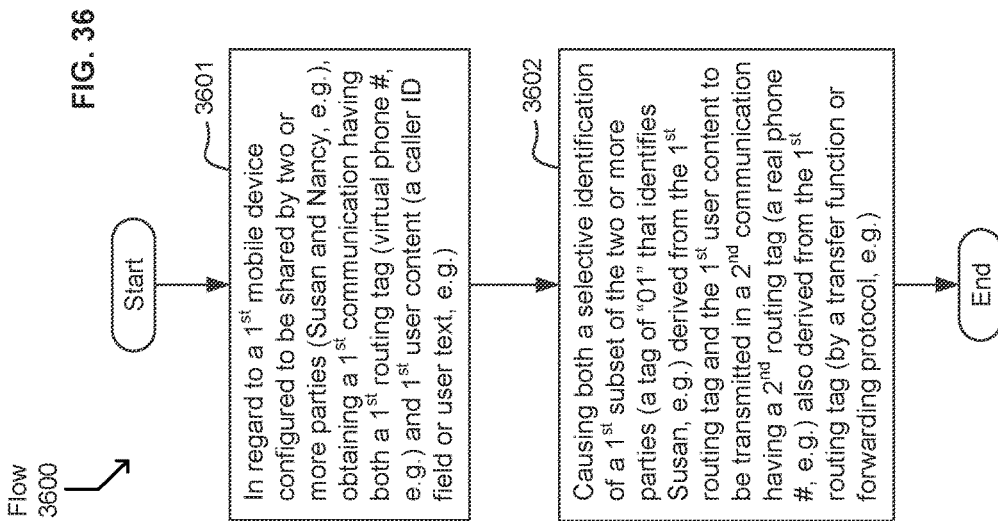 FIG. 36
Flow
3600
Start
3601
In regard to a 1st mobile device
configured to be shared by two or
more parties (Susan and Nancy, e.g.),
obtaining a 1st communication having
both a 1st routing tag (virtual phone #,
e.g.) and 1st user content (a caller ID
field or user text, e.g.)
3602
Causing both a selective identification
of a 1st subset of the two or more
parties (a tag of "01" that identifies
Susan, e.g.) derived from the 1st
routing tag and the 1st user content to
be transmitted in a 2nd communication
having a 2nd routing tag (a real phone
#, e.g.) also derived from the 1st
routing tag (by a transfer function or
forwarding protocol, e.g.)
End